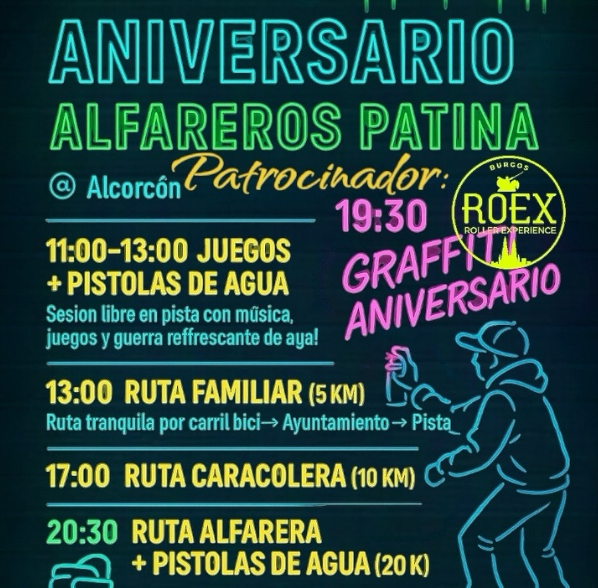 ANIVERSARIO
ALFAREROS PATINA
@ Alcorcón
Patrocinador:
BURGOS
ROEX
ROLLER EXPERIENCE
11:00–13:00 JUEGOS
+ PISTOLAS DE AGUA
Sesion libre en pista con mûsica,
juegos y guerra reffrescante de aya!
19:30
GRAFFITI
ANIVERSARIO
13:00 RUTA FAMILIAR (5 KM)
Ruta tranquila por carril bici→ Ayuntamiento→ Pista
17:00 RUTA CARACOLERA (10 KM)
20:30 RUTA ALFARERA
+ PISTOLAS DE AGUA (20 K)